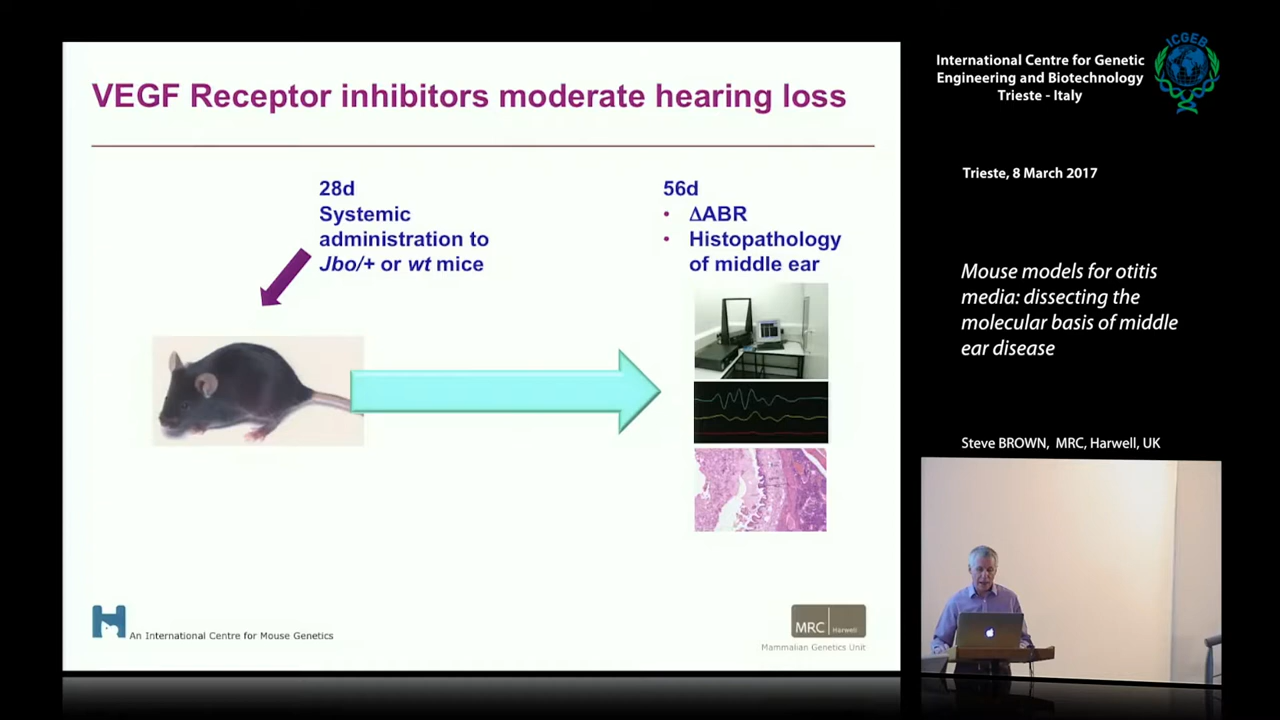 VEGF Receptor inhibitors moderate hearing loss
28d
Systemic
administration to
Jbo/+ or wt mice
56d
• ΔABR
• Histopathology
of middle ear
An International Centre for Mouse Genetics
MRC Harwell
Mammalian Genetics Unit
ICGEB
International Centre for Genetic
Engineering and Biotechnology
Trieste - Italy
Trieste, 8 March 2017
Mouse models for otitis
media: dissecting the
molecular basis of middle
ear disease
Steve BROWN, MRC, Harwell, UK